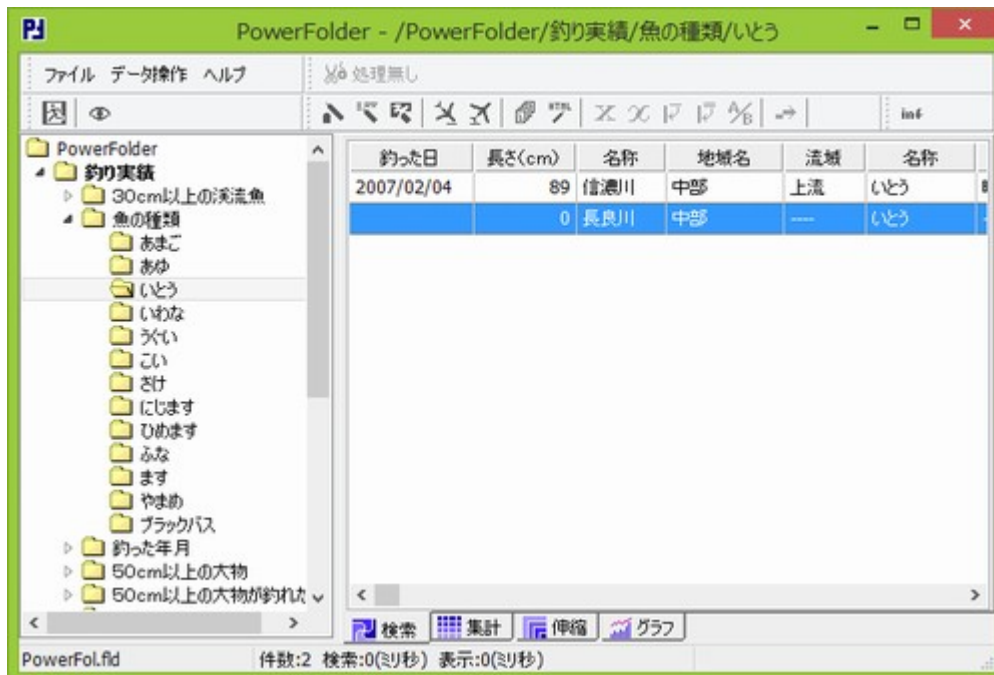 PowerFolder - /PowerFolder/釣り実績/魚の種類/いとう
ファイル データ操作 ヘルプ 処理無し
inf
PowerFolder
釣り実績
30cm以上の渓流魚
魚の種類
あまご
あゆ
いとう
いわな
うぐい
こい
さけ
にじます
ひめます
ふな
ます
やまめ
ブラックバス
釣った年月
50cm以上の大物
50cm以上の大物が釣れた
釣った日 長さ(cm) 名称 地域名 流域 名称
2007/02/04 89 信濃川 中部 上流 いとう
0 長良川 中部 ---- いとう
検索 集計 伸縮 グラフ
PowerFol.fld 件数:2 検索:0(ミリ秒) 表示:0(ミリ秒)